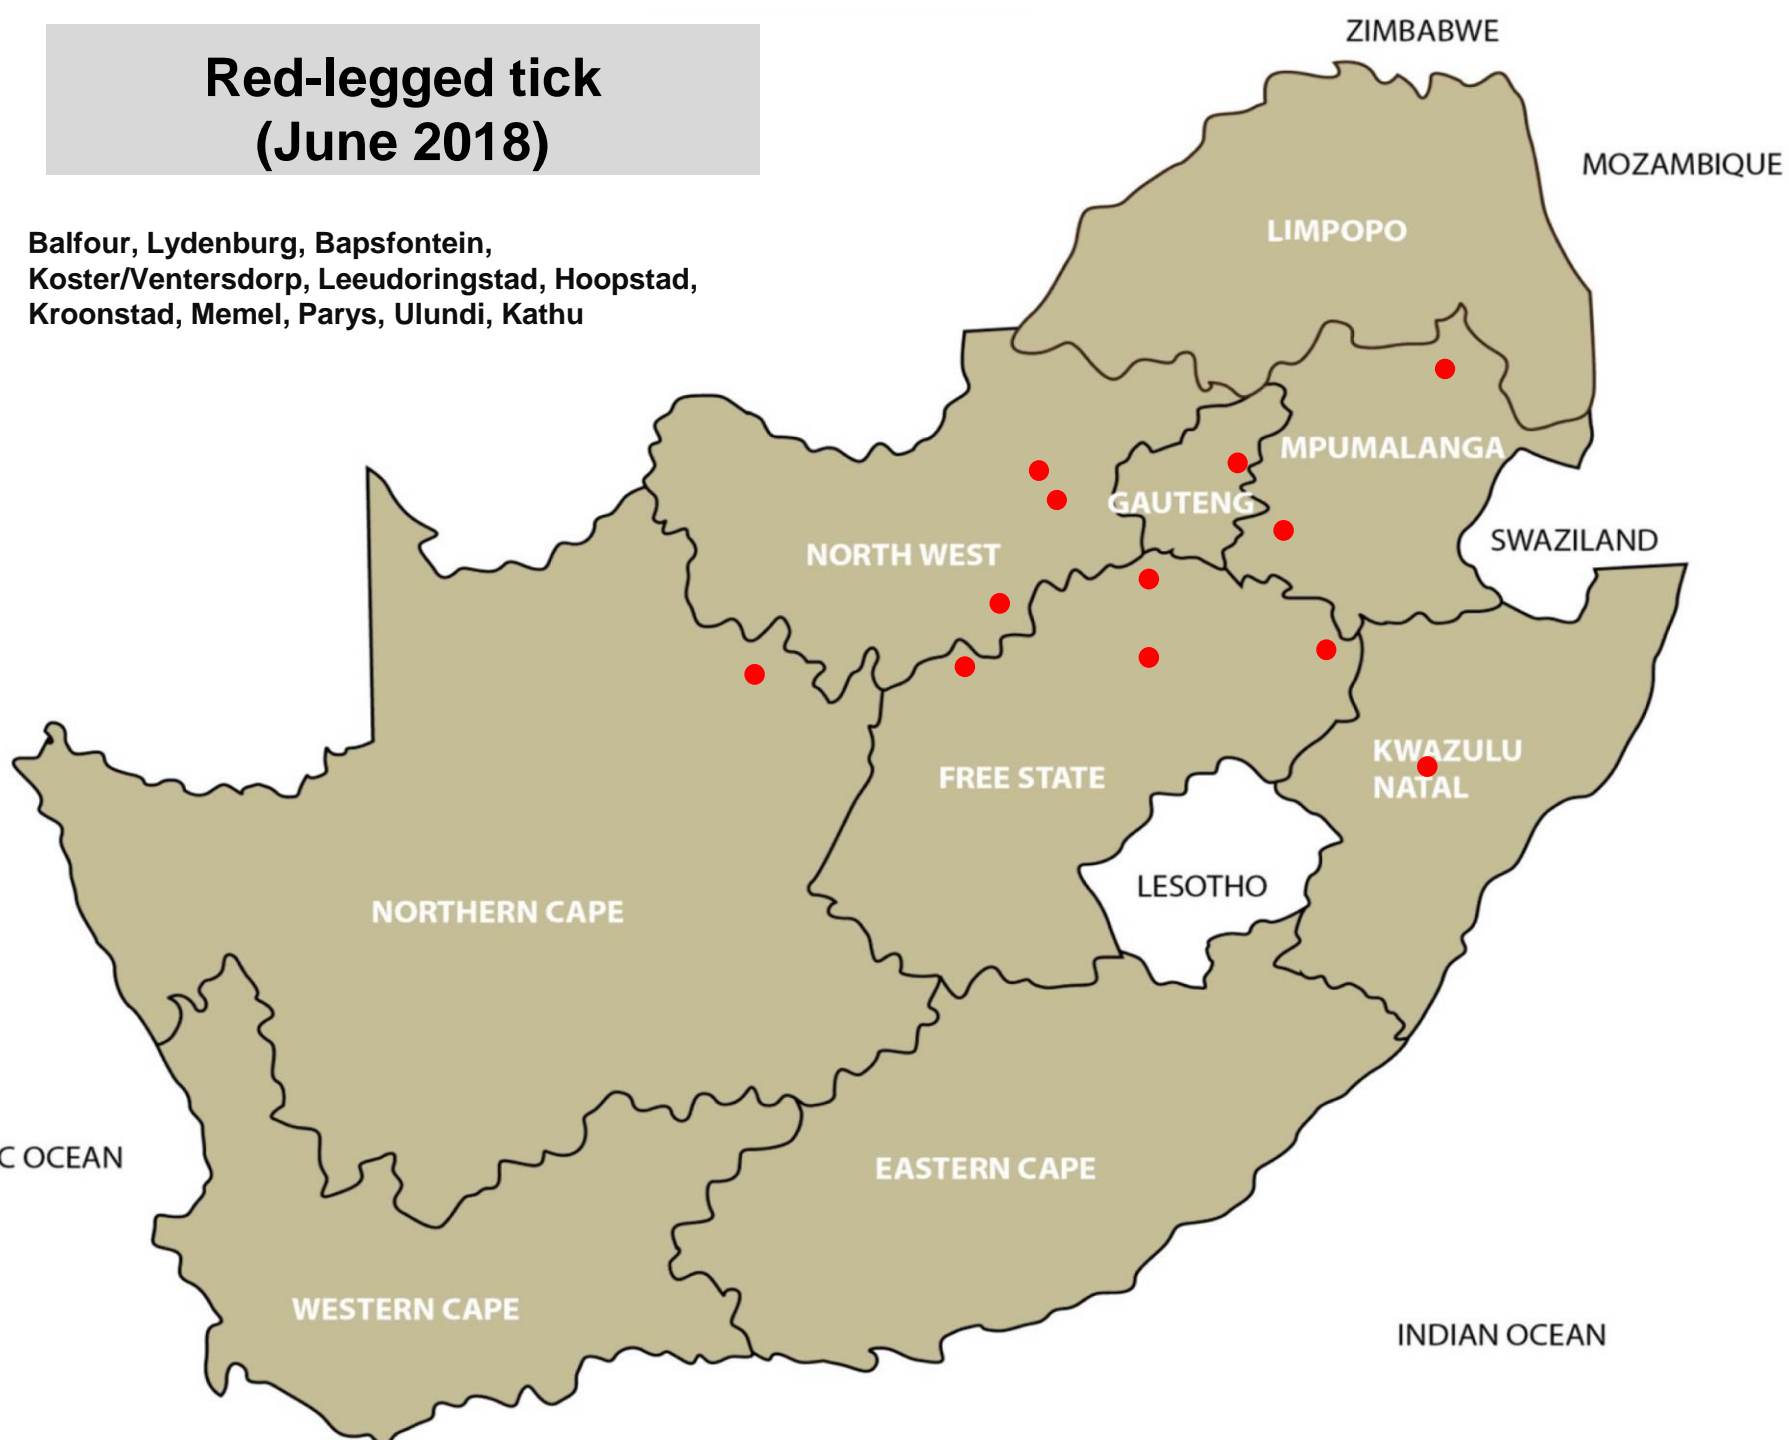 Red-legged tick
(June 2018)
Balfour, Lydenburg, Bapsfontein,
Koster/Ventersdorp, Leeudoringstad, Hoopstad,
Kroonstad, Memel, Parys, Ulundi, Kathu
ZIMBABWE
MOZAMBIQUE
LIMPOPO
MPUMALANGA
GAUTENG
SWAZILAND
NORTH WEST
KWAZULU
NATAL
FREE STATE
LESOTHO
NORTHERN CAPE
C OCEAN
EASTERN CAPE
WESTERN CAPE
INDIAN OCEAN